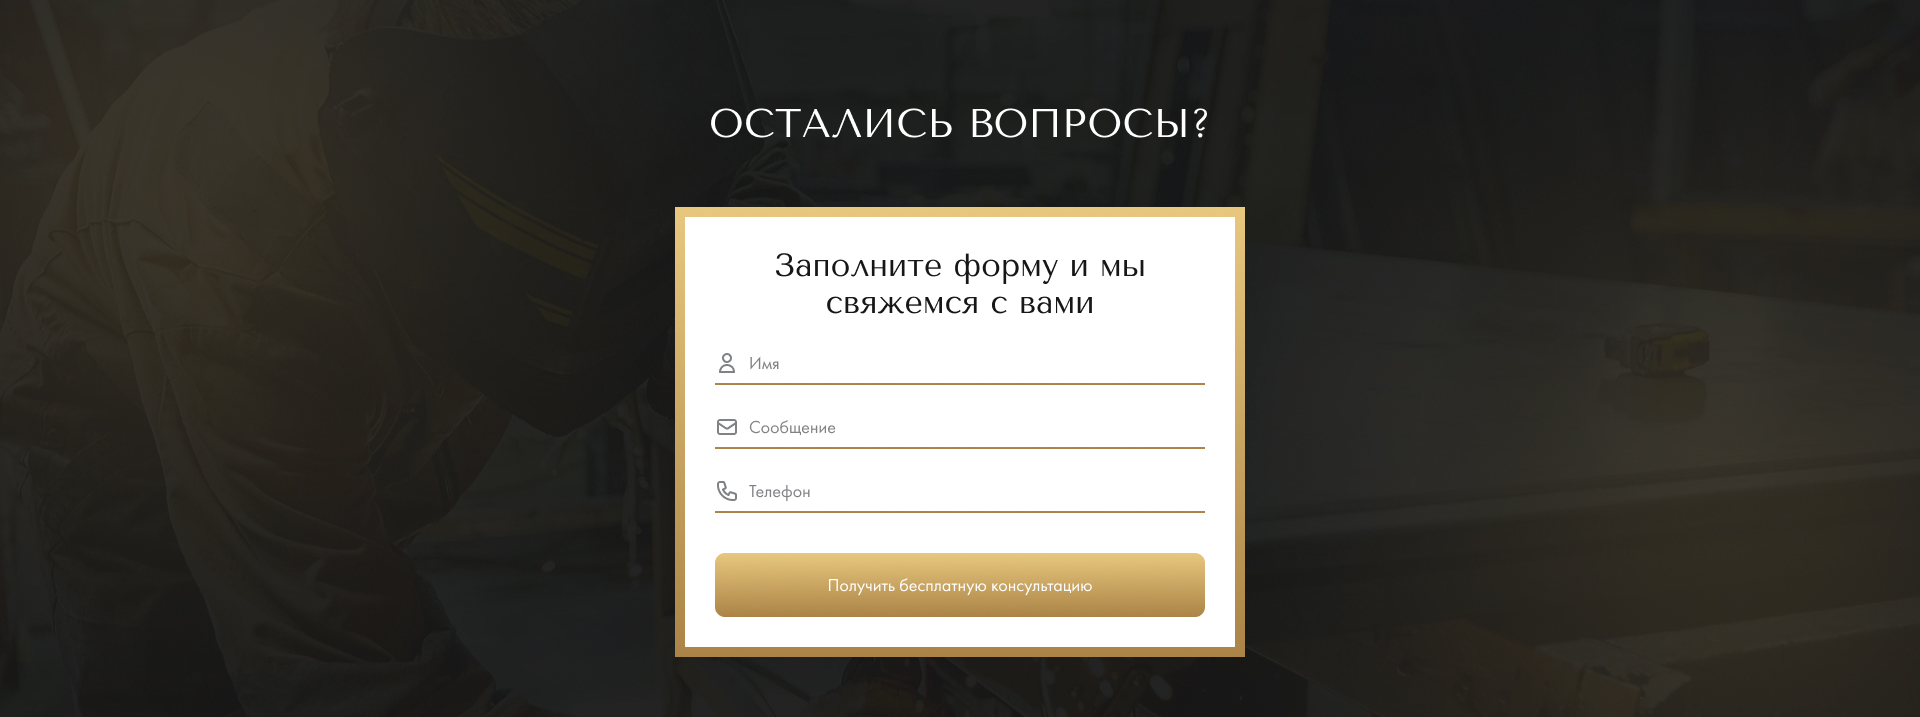 ОСТАЛИСЬ ВОПРОСЫ?
Заполните форму и мы
свяжемся с вами
Имя
Сообщение
Телефон
Получить бесплатную консультацию